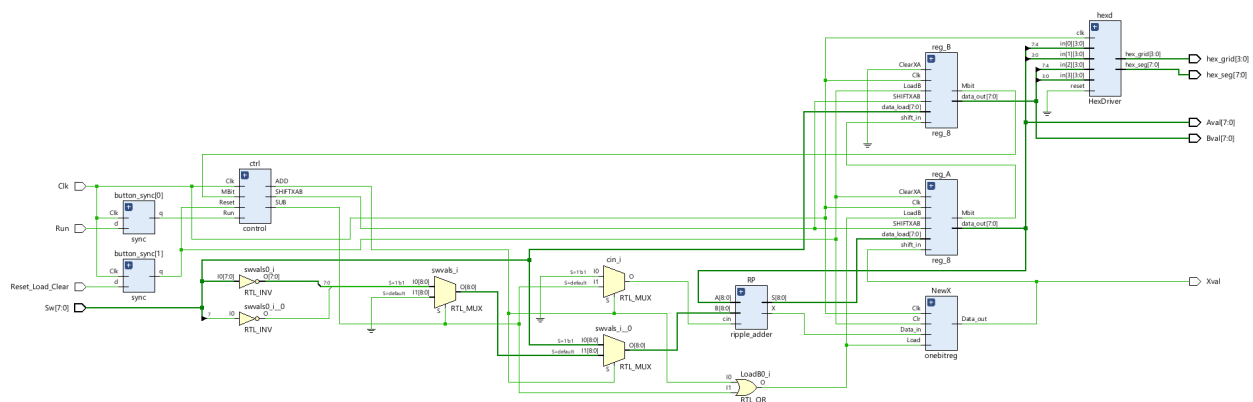 hexd
clk
7:4 in[0][3:0]
3:0 in[1][3:0]
7:4 in[2][3:0]
3:0 in[3][3:0]
reset
hex_grid[3:0]
hex_seg[7:0]
HexDriver
hex_grid[3:0]
hex_seg[7:0]
Aval[7:0]
Bval[7:0]
Xval
reg_B
ClearXA
Clk
LoadB
SHIFTXAB
data_load[7:0]
shift_in
Mbit
data_out[7:0]
reg_8
reg_A
ClearXA
Clk
LoadB
SHIFTXAB
data_load[7:0]
shift_in
Mbit
data_out[7:0]
reg_8
Clk
Run
Reset_Load_Clear
Sw[7:0]
button_sync[0]
Clk
d
q
sync
button_sync[1]
Clk
d
q
sync
ctrl
Clk
MBit
Reset
Run
ADD
SHIFTXAB
SUB
control
swvals0_i
I0[7:0]
O[7:0]
RTL_INV
swvals0_i__0
7 I0
O
RTL_INV
7:0
swvals_i
S=1'b1 I0[8:0]
S=default I1[8:0]
O[8:0]
S
RTL_MUX
cin_i
S=1'b1 I0
S=default I1
O
S
RTL_MUX
swvals_i__0
S=1'b1 I0[8:0]
S=default I1[8:0]
O[8:0]
S
RTL_MUX
RP
A[8:0]
B[8:0]
cin
S[8:0]
X
ripple_adder
LoadB0_i
I0
I1
O
RTL_OR
NewX
Clk
Clr
Data_in
Load
Data_out
onebitreg